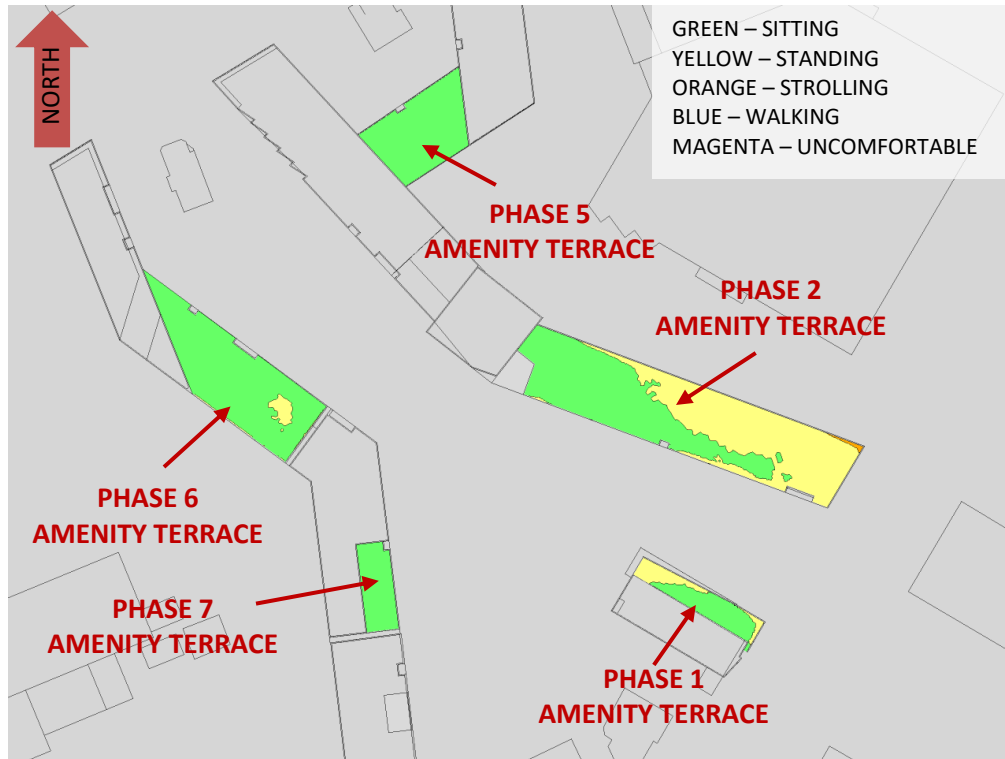 NORTH
GREEN – SITTING
YELLOW – STANDING
ORANGE – STROLLING
BLUE – WALKING
MAGENTA – UNCOMFORTABLE
PHASE 5
AMENITY TERRACE
PHASE 2
AMENITY TERRACE
PHASE 6
AMENITY TERRACE
PHASE 7
AMENITY TERRACE
PHASE 1
AMENITY TERRACE